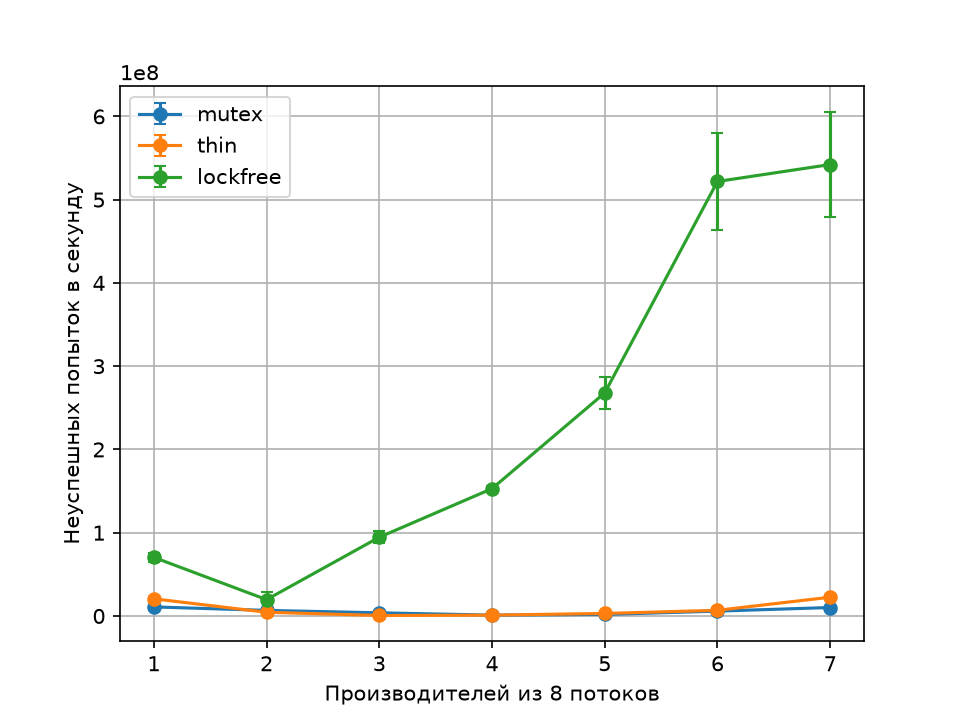 1e8
mutex
thin
lockfree
6
5
4
3
2
1
0
Неуспешных попыток в секунду
1 2 3 4 5 6 7
Производителей из 8 потоков